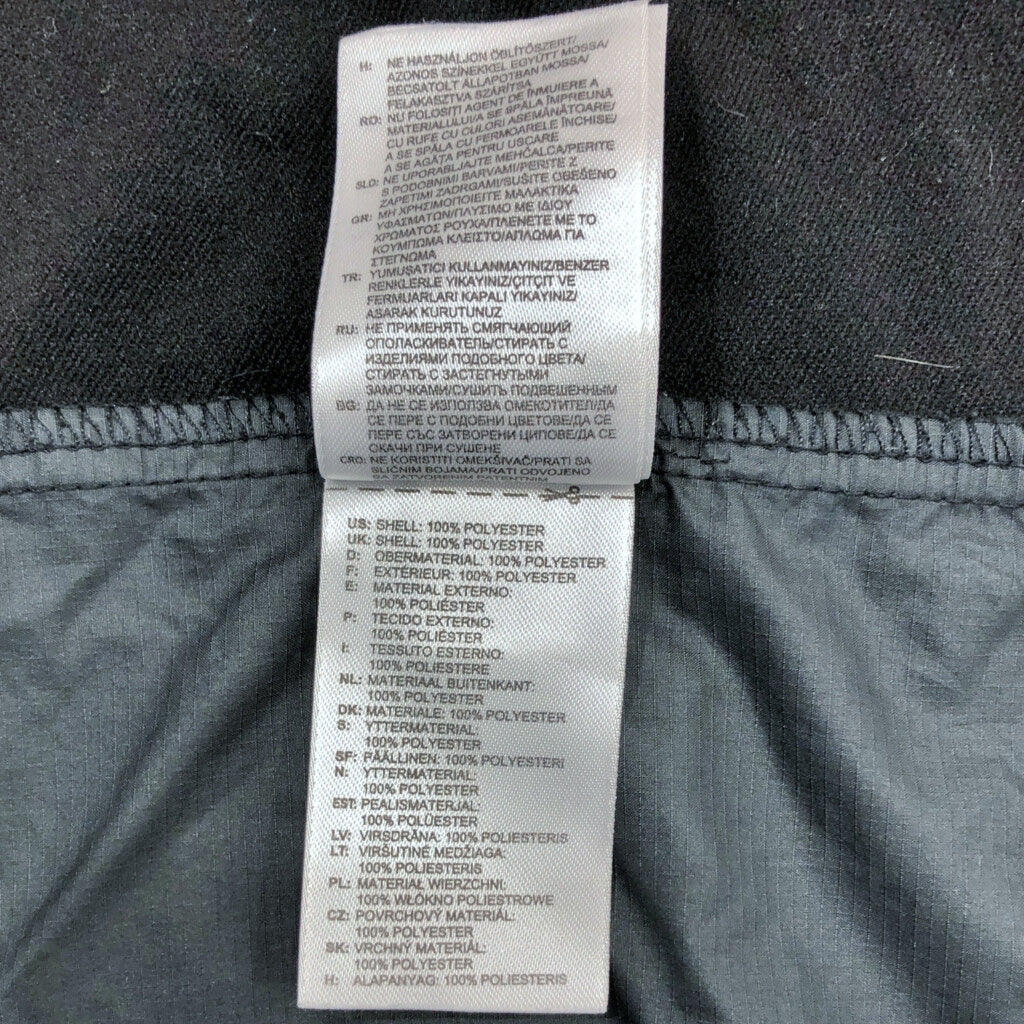 H: NE HASZNÁLJON ÖBLÍTŐSZERT/
AZONOS SZÍNEKKEL EGYÜTT MOSSA/
BECSATOLT ÁLLAPOTBAN MOSSA/
FELAKASZTVA SZÁRÍTSA
RO: NU FOLOSITI AGENT DE ÎNMUIERE A
MATERIALULUI/A SE SPĂLA ÎMPREUNĂ
CU RUFE CU CULORI ASEMĂNĂTOARE/
A SE SPĂLA CU FERMOARELE ÎNCHISE/
A SE AGĂTA PENTRU USCARE
SLO: NE UPORABLJAJTE MEHČALCA/PERITE
S PODOBNIMI BARVAMI/PERITE Z
ZAPETIMI ZADRGAMI/SUŠITE OBEŠENO
GR: ΜΗ ΧΡΗΣΙΜΟΠΟΙΕΙΤΕ ΜΑΛΑΚΤΙΚΑ
ΥΦΑΣΜΑΤΩΝ/ΠΛΥΣΙΜΟ ΜΕ ΙΔΙΟΥ
ΧΡΩΜΑΤΟΣ ΡΟΥΧΑ/ΠΛΕΝΕΤΕ ΜΕ ΤΟ
ΚΟΥΜΠΩΜΑ ΚΛΕΙΣΤΟ/ΑΠΛΩΜΑ ΓΙΑ
ΣΤΕΓΝΩΜΑ
TR: YUMUŞATICI KULLANMAYINIZ/BENZER
RENKLERLE YIKAYINIZ/ÇITÇIT VE
FERMUARLARI KAPALI YIKAYINIZ/
ASARAK KURUTUNUZ
RU: НЕ ПРИМЕНЯТЬ СМЯГЧАЮЩИЙ
ОПОЛАСКИВАТЕЛЬ/СТИРАТЬ С
ИЗДЕЛИЯМИ ПОДОБНОГО ЦВЕТА/
СТИРАТЬ С ЗАСТЕГНУТЫМИ
ЗАМОЧКАМИ/СУШИТЬ ПОДВЕШЕННЫМ
BG: ДА НЕ СЕ ИЗПОЛЗВА ОМЕКОТИТЕЛ/ДА
СЕ ПЕРЕ С ПОДОБНИ ЦВЕТОВЕ/ДА СЕ
ПЕРЕ СЪС ЗАТВОРЕНИ ЦИПОВЕ/ДА СЕ
ОКАЧИ ПРИ СУШЕНЕ
CRO: NE KORISTITI OMEKŠIVAČ/PRATI SA
SLIČNIM BOJAMA/PRATI ODVOJENO
SA ZATVORENIM PATENTNIM
US: SHELL: 100% POLYESTER
UK: SHELL: 100% POLYESTER
D: OBERMATERIAL: 100% POLYESTER
F: EXTÉRIEUR: 100% POLYESTER
E: MATERIAL EXTERNO:
100% POLIÉSTER
P: TECIDO EXTERNO:
100% POLIÉSTER
I: TESSUTO ESTERNO:
100% POLIESTERE
NL: MATERIAAL BUITENKANT:
100% POLYESTER
DK: MATERIALE: 100% POLYESTER
S: YTTERMATERIAL:
100% POLYESTER
SF: PÄÄLLINEN: 100% POLYESTERI
N: YTTERMATERIAL:
100% POLYESTER
EST: PEALISMATERJAL:
100% POLÜESTER
LV: VIRSDRĀNA: 100% POLIESTERIS
LT: VIRŠUTINĖ MEDŽIAGA:
100% POLIESTERIS
PL: MATERIAŁ WIERZCHNI:
100% WŁÓKNO POLIESTROWE
CZ: POVRCHOVÝ MATERIÁL:
100% POLYESTER
SK: VRCHNÝ MATERIÁL:
100% POLYESTER
H: ALAPANYAG: 100% POLIESTERIS